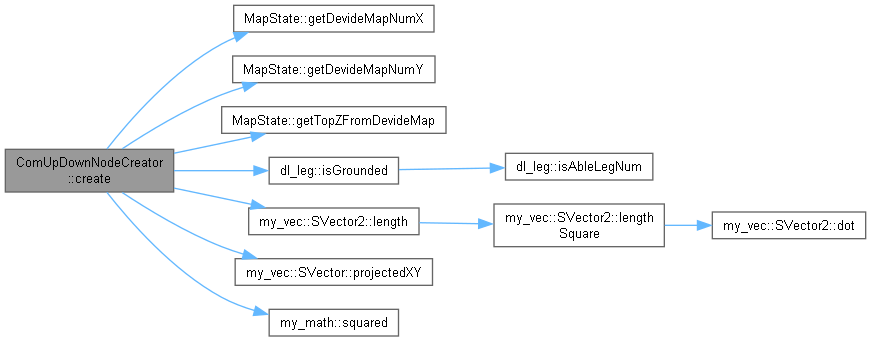 ComUpDownNodeCreator
::create
MapState::getDevideMapNumX
MapState::getDevideMapNumY
MapState::getTopZFromDevideMap
dl_leg::isGrounded
dl_leg::isAbleLegNum
my_vec::SVector2::length
my_vec::SVector2::length
Square
my_vec::SVector2::dot
my_vec::SVector::projectedXY
my_math::squared